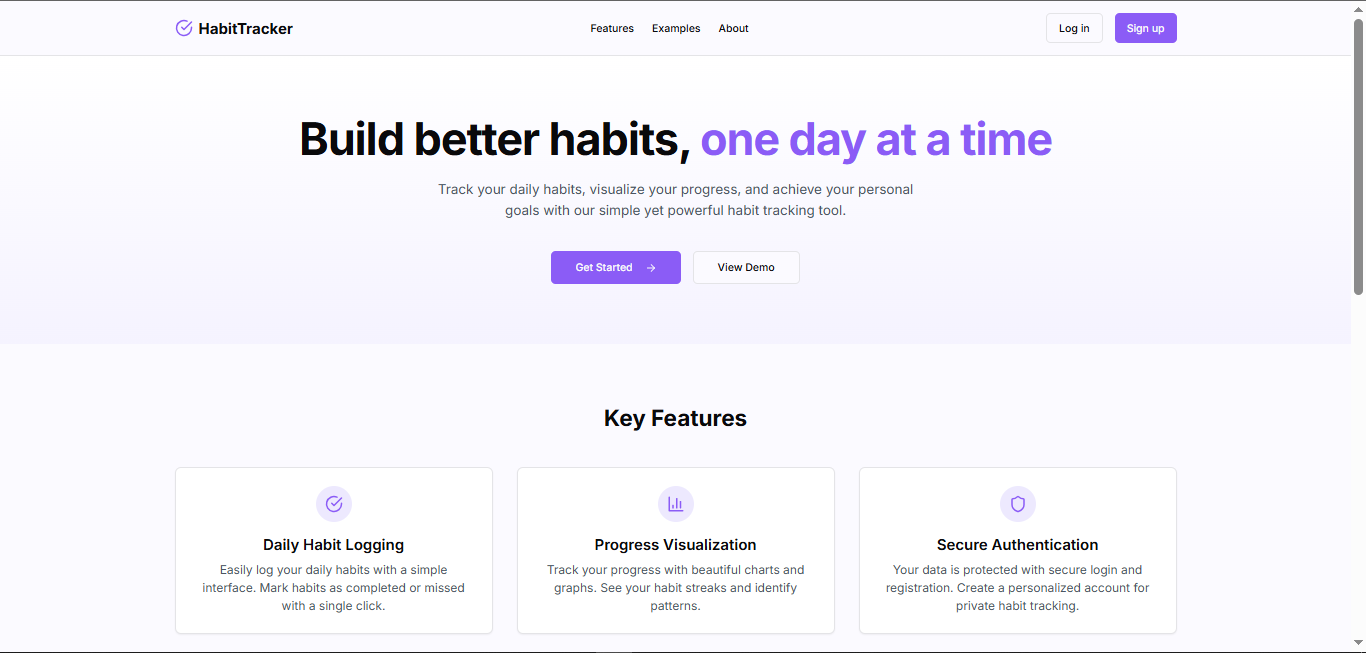 HabitTracker
Features
Examples
About
Log in
Sign up
Build better habits, one day at a time
Track your daily habits, visualize your progress, and achieve your personal
goals with our simple yet powerful habit tracking tool.
Get Started
View Demo
Key Features
Daily Habit Logging
Easily log your daily habits with a simple
interface. Mark habits as completed or missed
with a single click.
Progress Visualization
Track your progress with beautiful charts and
graphs. See your habit streaks and identify
patterns.
Secure Authentication
Your data is protected with secure login and
registration. Create a personalized account for
private habit tracking.